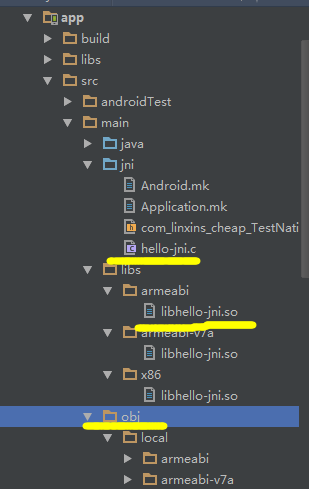 app
build
libs
src
androidTest
main
java
jni
Android.mk
Application.mk
com_linxins_cheap_TestNati
hello-jni.c
libs
armeabi
libhello-jni.so
armeabi-v7a
libhello-jni.so
x86
libhello-jni.so
obj
local
armeabi
armeabi-v7a